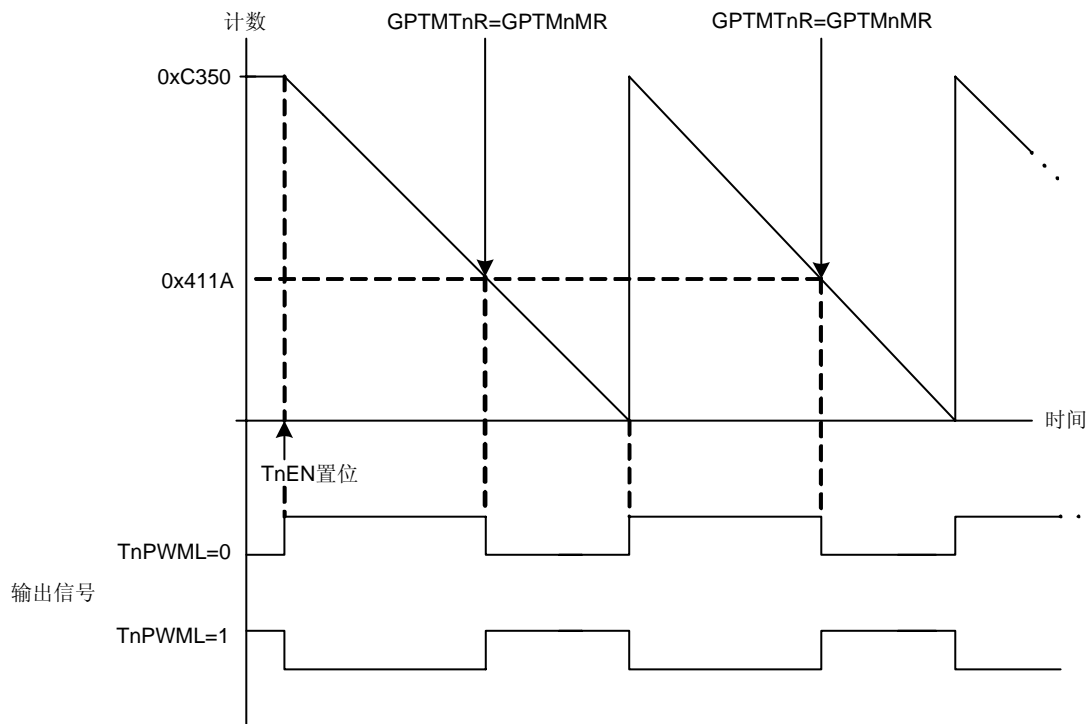 计数
GPTMTnR=GPTMnMR
GPTMTnR=GPTMnMR
0xC350
0x411A
时间
TnEN置位
TnPWML=0
输出信号
TnPWML=1